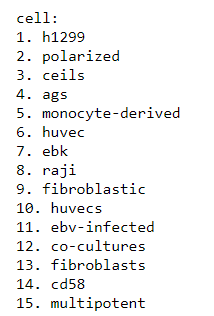 cell:
1. h1299
2. polarized
3. ceils
4. ags
5. monocyte-derived
6. huvec
7. ebk
8. raji
9. fibroblastic
10. huvecs
11. ebv-infected
12. co-cultures
13. fibroblasts
14. cd58
15. multipotent